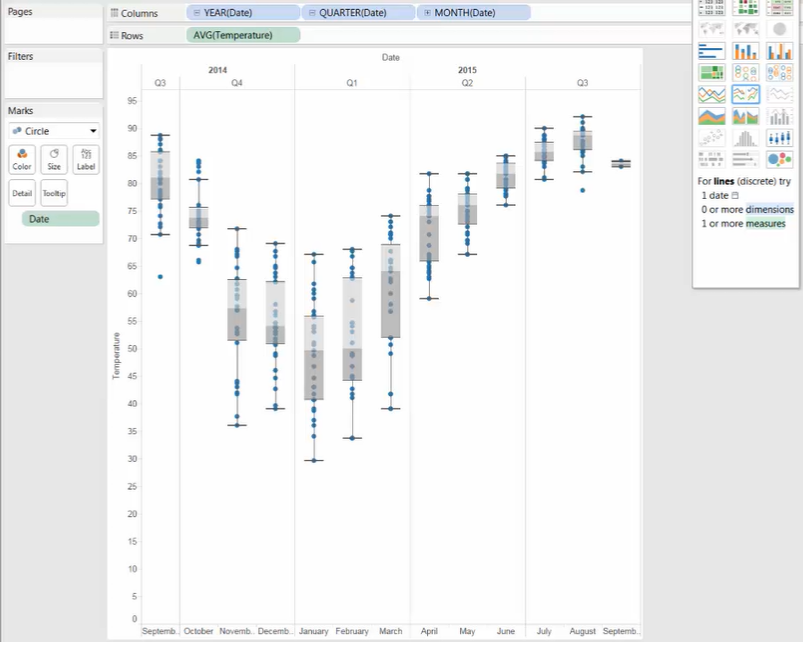 Pages
Columns
YEAR(Date)
QUARTER(Date)
MONTH(Date)
Rows
AVG(Temperature)
Filters
Marks
Circle
Color
Size
Abc
123
Label
Detail
Tooltip
Date
Date
2014
2015
Q3
Q4
Q1
Q2
Q3
Temperature
95
90
85
80
75
70
65
60
55
50
45
40
35
30
25
20
15
10
5
0
Septemb..
October
Novemb..
Decemb..
January
February
March
April
May
June
July
August
Septemb..
For lines (discrete) try
1 date
0 or more dimensions
1 or more measures